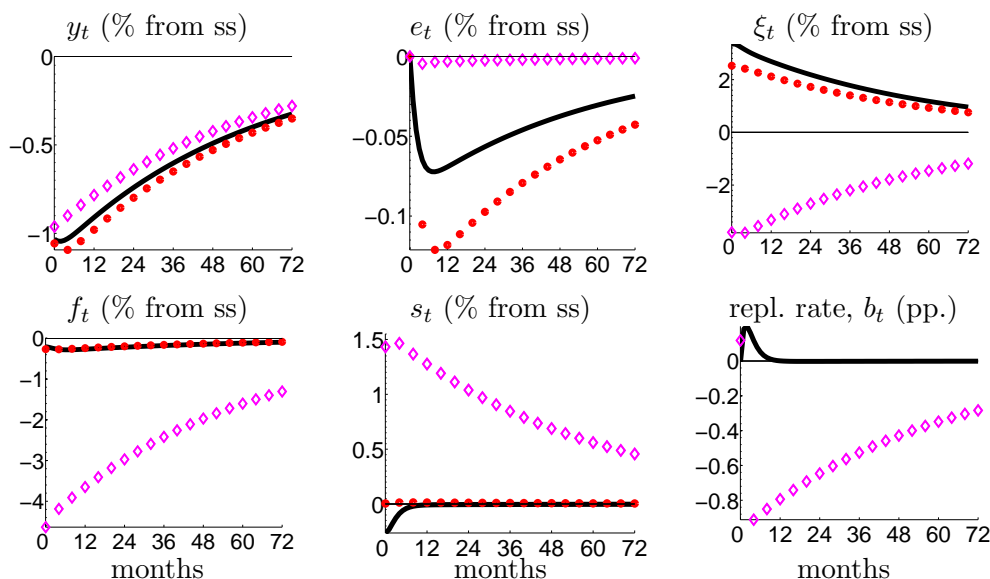 y_t (% from ss)
e_t (% from ss)
ξ_t (% from ss)
0
−0.5
−1
0 12 24 36 48 60 72
0
−0.05
−0.1
0 12 24 36 48 60 72
2
0
−2
0 12 24 36 48 60 72
f_t (% from ss)
s_t (% from ss)
repl. rate, b_t (pp.)
0
−1
−2
−3
−4
0 12 24 36 48 60 72
1.5
1
0.5
0
0 12 24 36 48 60 72
0
−0.2
−0.4
−0.6
−0.8
0 12 24 36 48 60 72
months
months
months